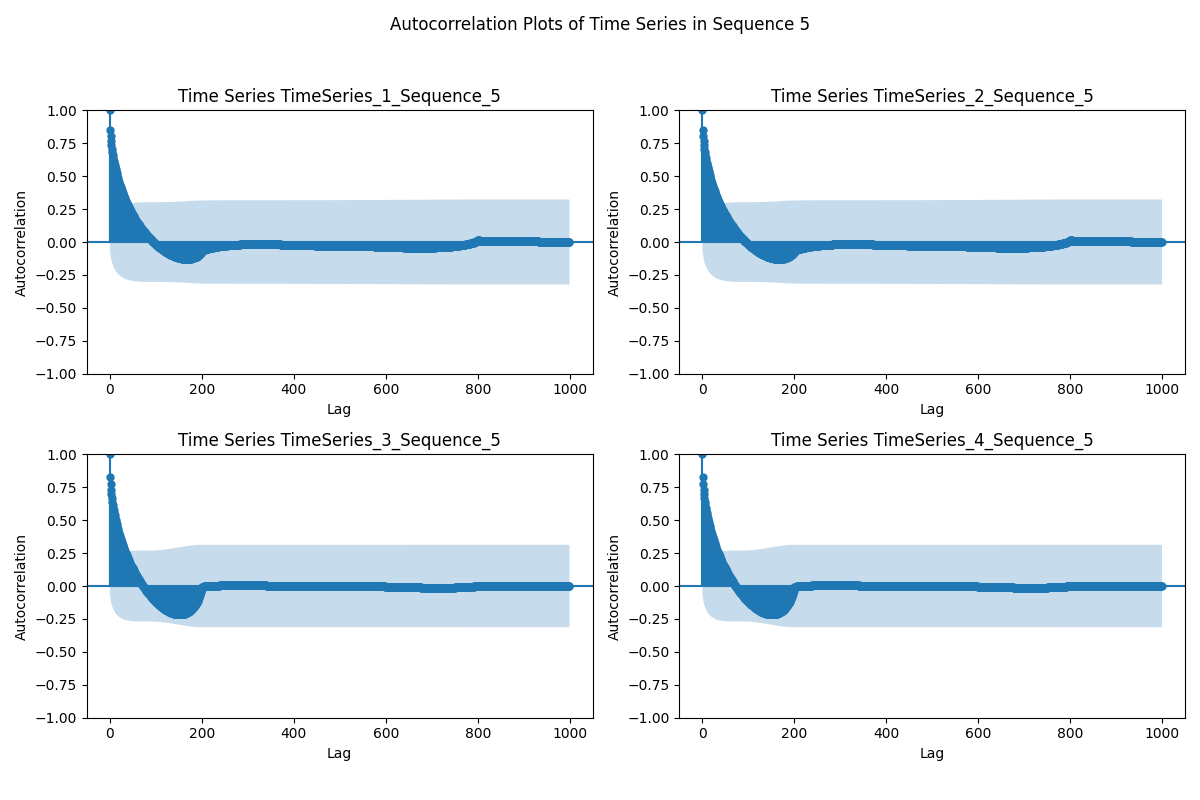 Autocorrelation Plots of Time Series in Sequence 5
Time Series TimeSeries_1_Sequence_5
1.00
0.75
0.50
0.25
0.00
−0.25
−0.50
−0.75
−1.00
Autocorrelation
0 200 400 600 800 1000
Lag
Time Series TimeSeries_2_Sequence_5
1.00
0.75
0.50
0.25
0.00
−0.25
−0.50
−0.75
−1.00
Autocorrelation
0 200 400 600 800 1000
Lag
Time Series TimeSeries_3_Sequence_5
1.00
0.75
0.50
0.25
0.00
−0.25
−0.50
−0.75
−1.00
Autocorrelation
0 200 400 600 800 1000
Lag
Time Series TimeSeries_4_Sequence_5
1.00
0.75
0.50
0.25
0.00
−0.25
−0.50
−0.75
−1.00
Autocorrelation
0 200 400 600 800 1000
Lag